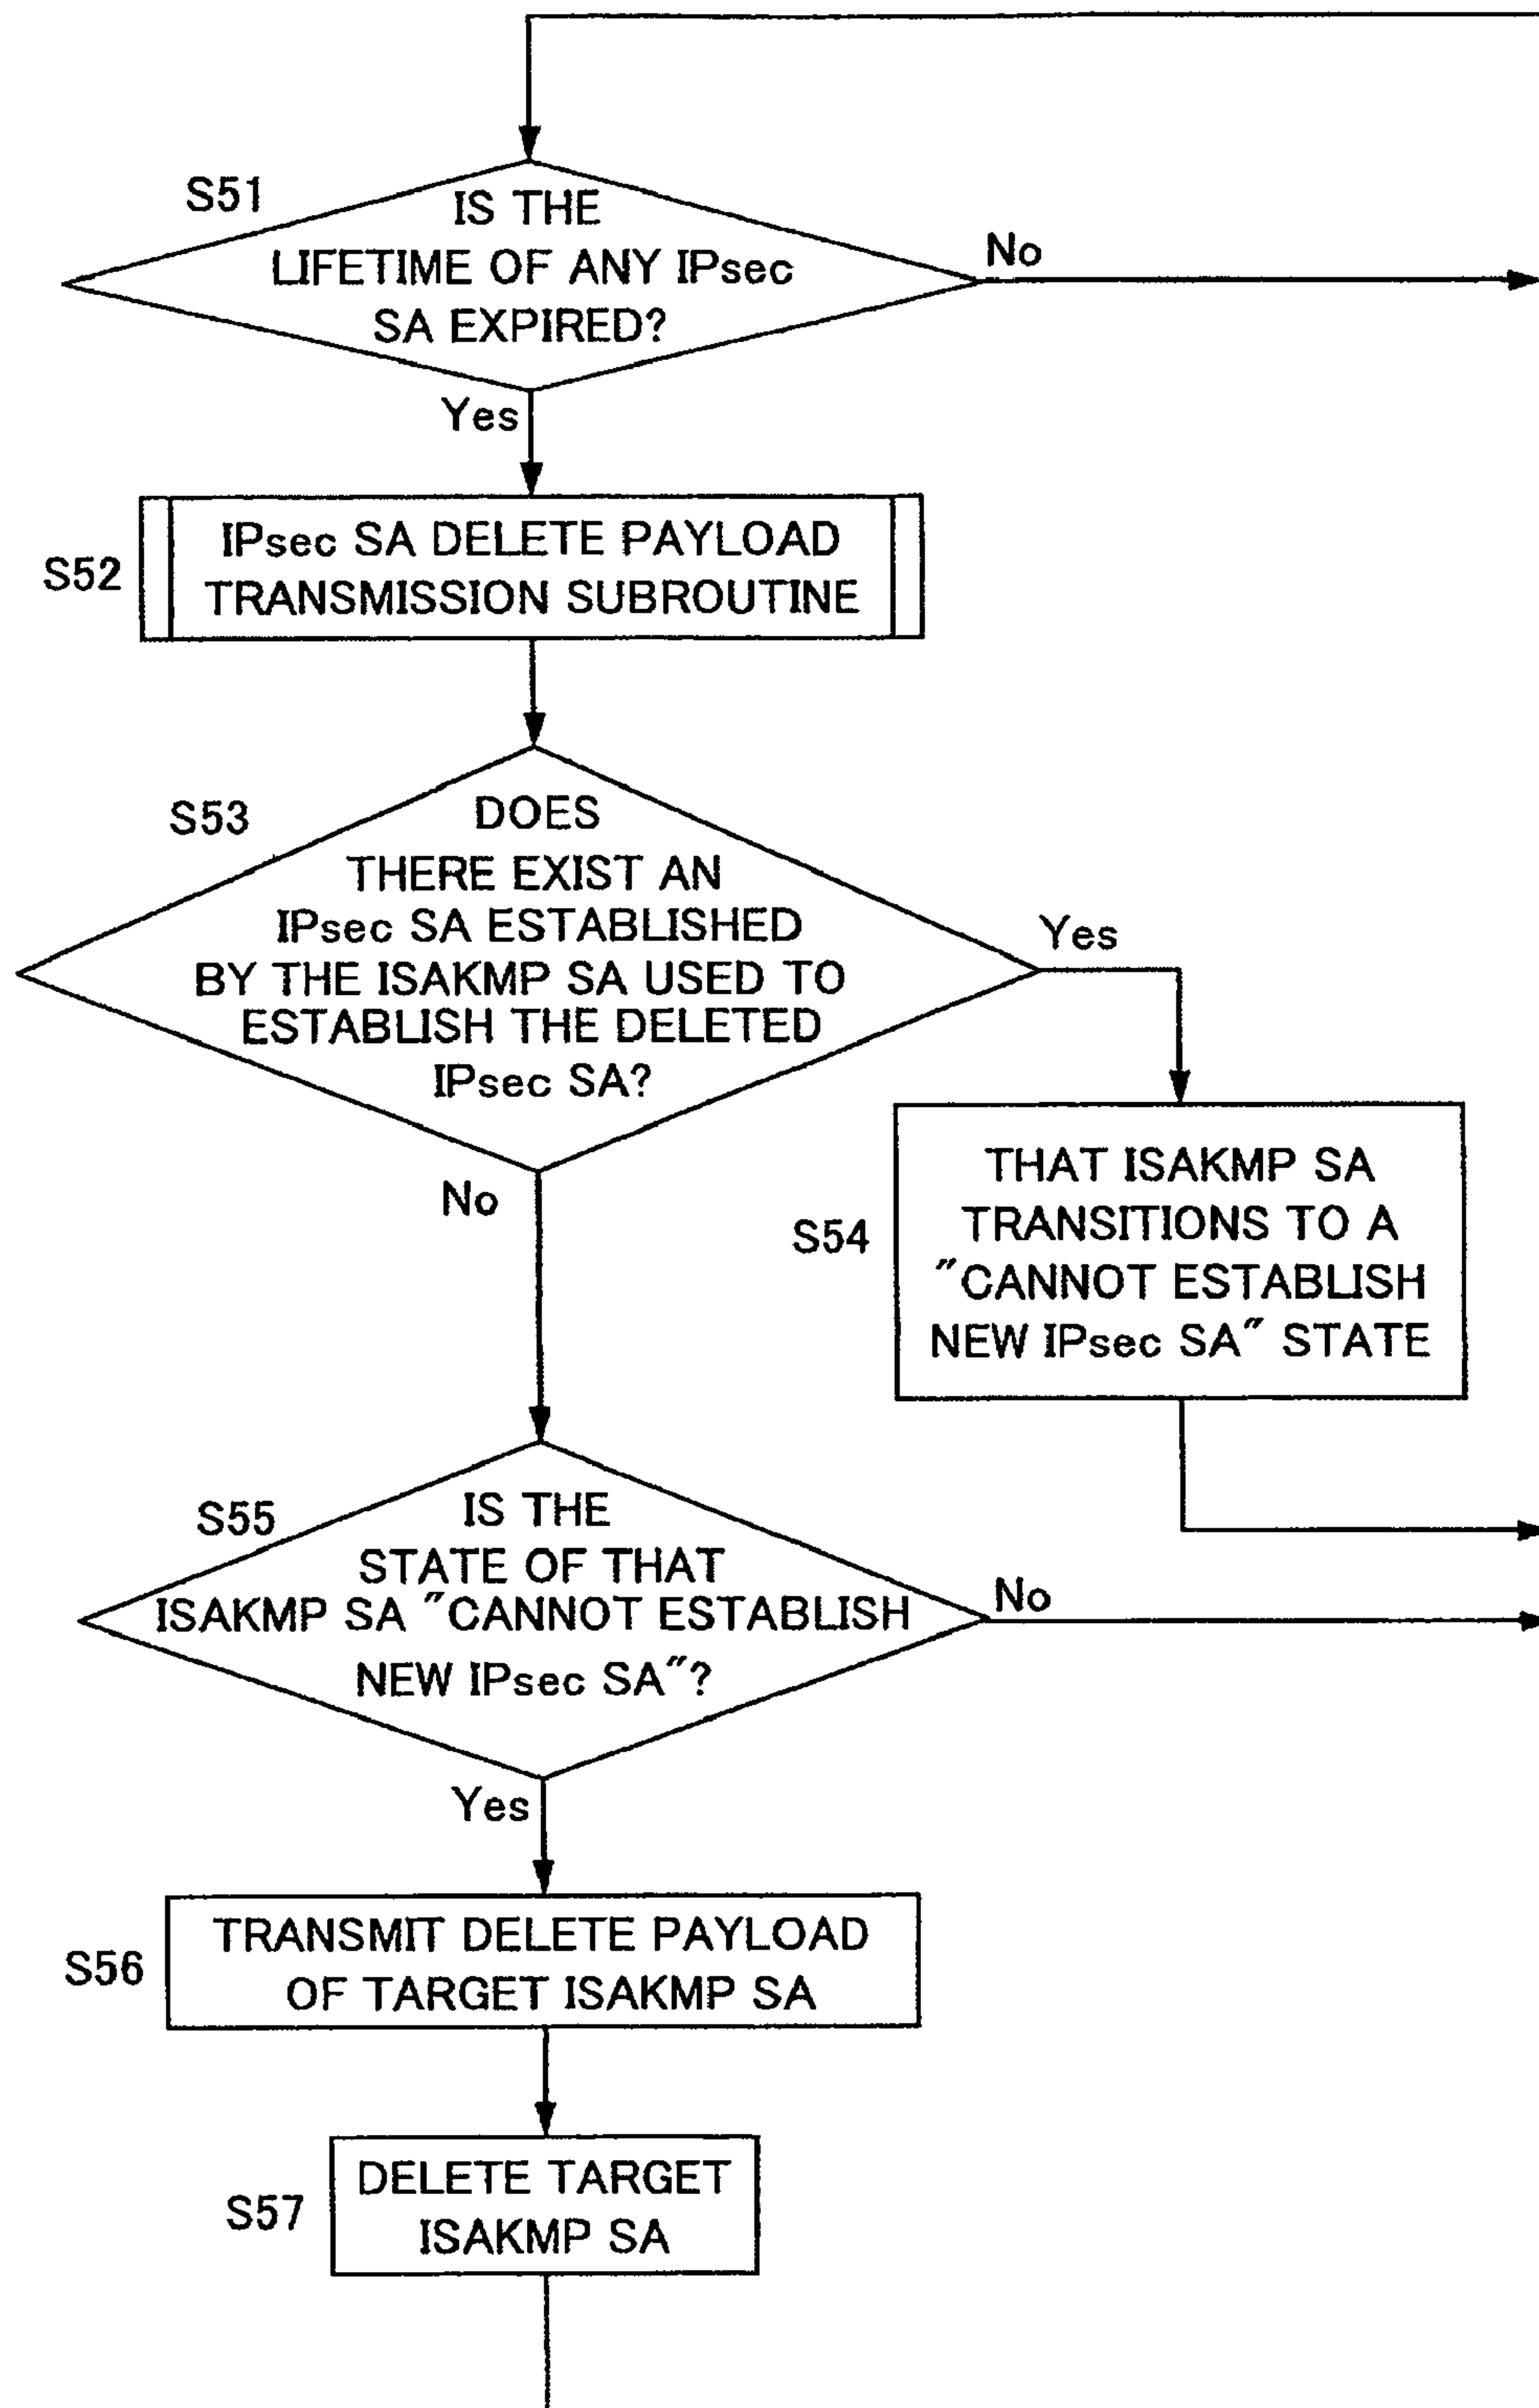 S51
IS THE
LIFETIME OF ANY IPsec
SA EXPIRED?
No
Yes
S52
IPsec SA DELETE PAYLOAD
TRANSMISSION SUBROUTINE
S53
DOES
THERE EXIST AN
IPsec SA ESTABLISHED
BY THE ISAKMP SA USED TO
ESTABLISH THE DELETED
IPsec SA?
Yes
No
S54
THAT ISAKMP SA
TRANSITIONS TO A
"CANNOT ESTABLISH
NEW IPsec SA" STATE
S55
IS THE
STATE OF THAT
ISAKMP SA "CANNOT ESTABLISH
NEW IPsec SA"?
No
Yes
S56
TRANSMIT DELETE PAYLOAD
OF TARGET ISAKMP SA
S57
DELETE TARGET
ISAKMP SA